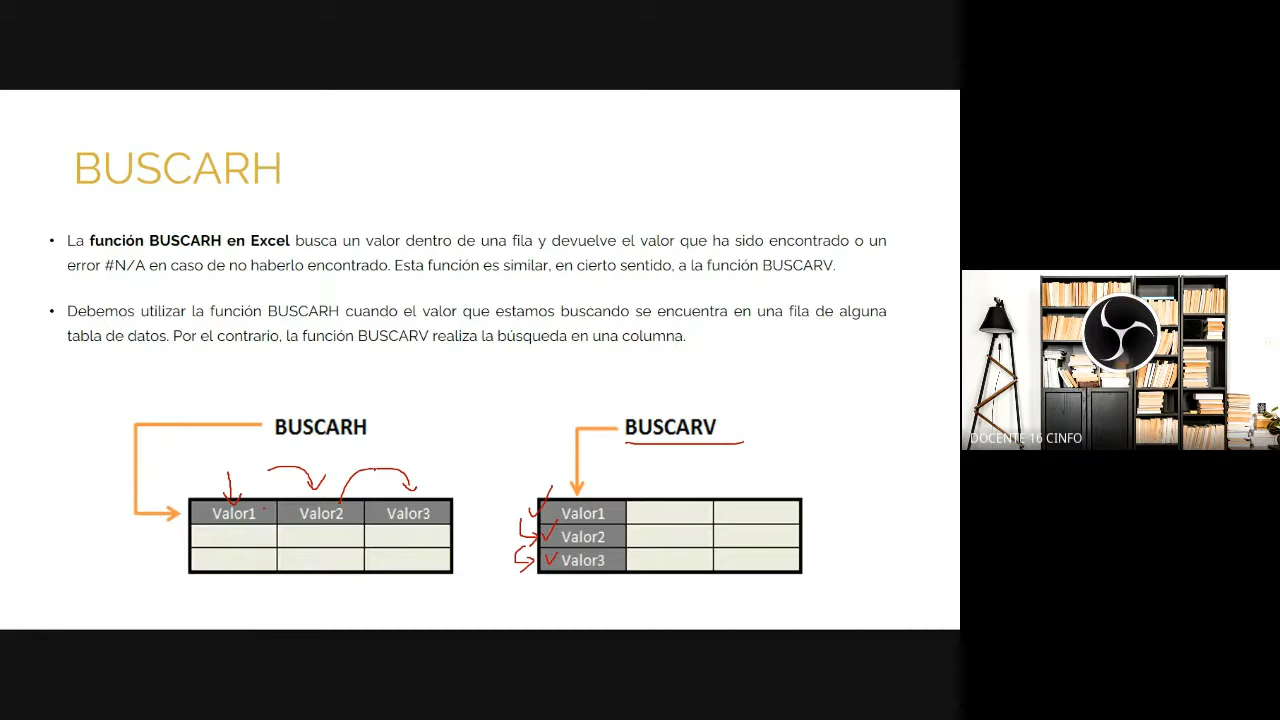 BUSCARH
• La función BUSCARH en Excel busca un valor dentro de una fila y devuelve el valor que ha sido encontrado o un
error #N/A en caso de no haberlo encontrado. Esta función es similar, en cierto sentido, a la función BUSCARV.
• Debemos utilizar la función BUSCARH cuando el valor que estamos buscando se encuentra en una fila de alguna
tabla de datos. Por el contrario, la función BUSCARV realiza la búsqueda en una columna.
BUSCARH
Valor1 Valor2 Valor3
BUSCARV
Valor1
Valor2
Valor3
DOCENTE 16 CINFO